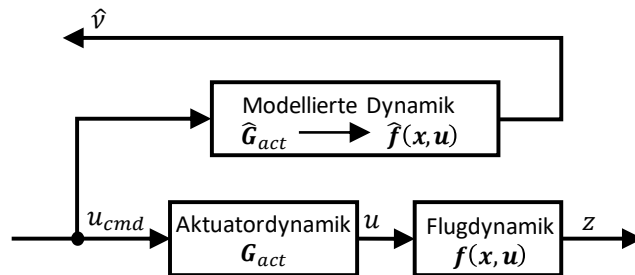 ν̂
Modellierte Dynamik
Ĝ_act ⟶ f̂(x,u)
u_cmd
Aktuatordynamik
G_act
u
Flugdynamik
f(x,u)
z